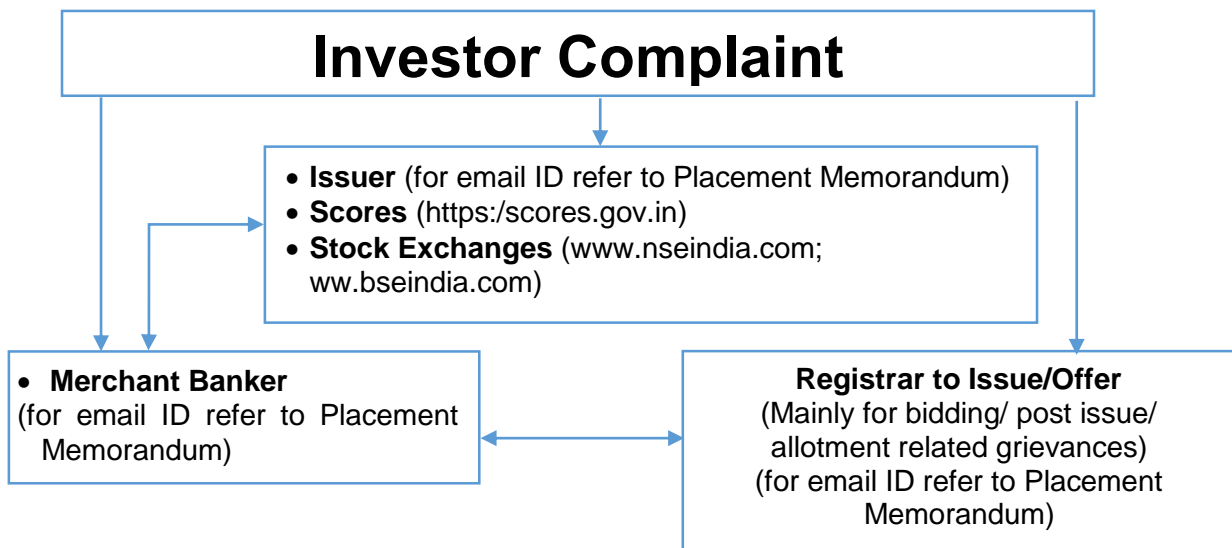 Investor Complaint
• Issuer (for email ID refer to Placement Memorandum)
• Scores (https:/scores.gov.in)
• Stock Exchanges (www.nseindia.com;
ww.bseindia.com)
• Merchant Banker
(for email ID refer to Placement
Memorandum)
Registrar to Issue/Offer
(Mainly for bidding/ post issue/
allotment related grievances)
(for email ID refer to Placement
Memorandum)